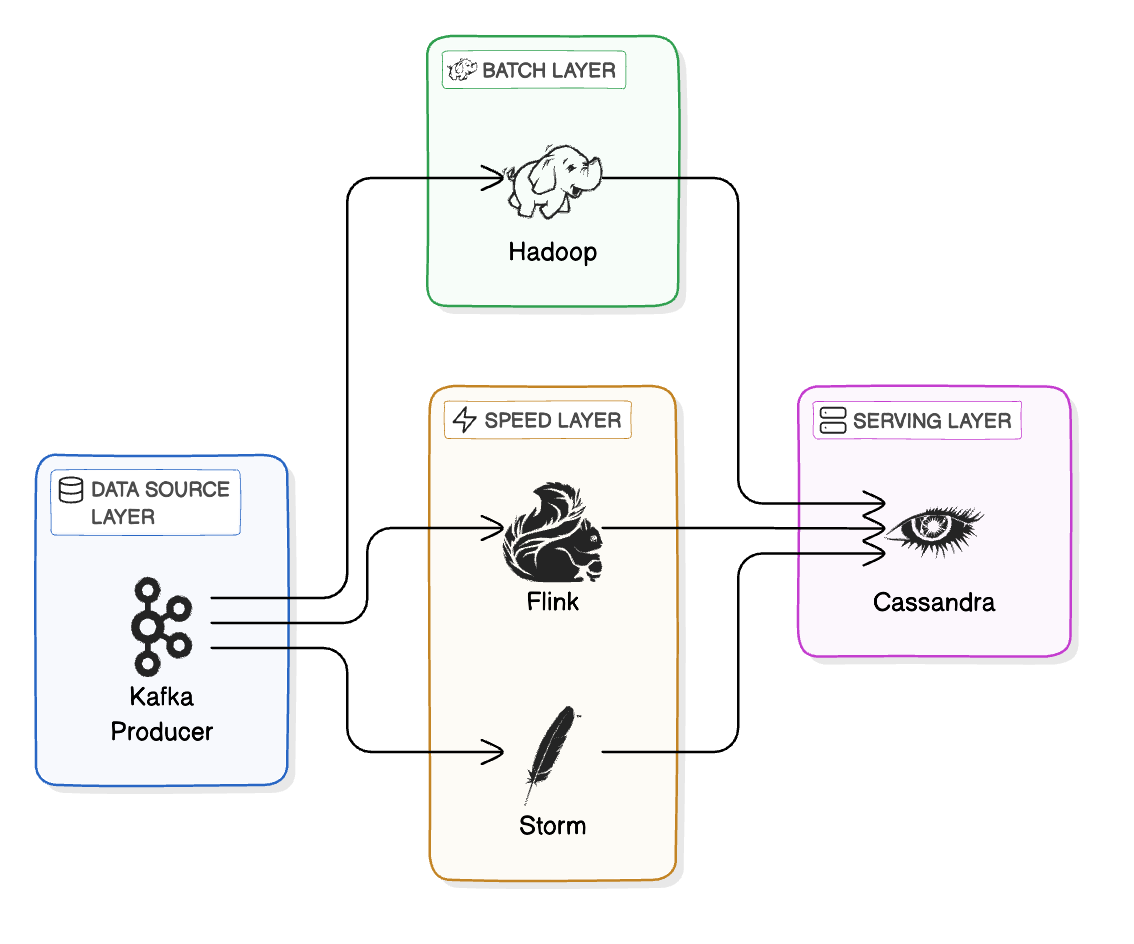 BATCH LAYER
Hadoop
SPEED LAYER
Flink
Storm
SERVING LAYER
Cassandra
DATA SOURCE
LAYER
Kafka
Producer